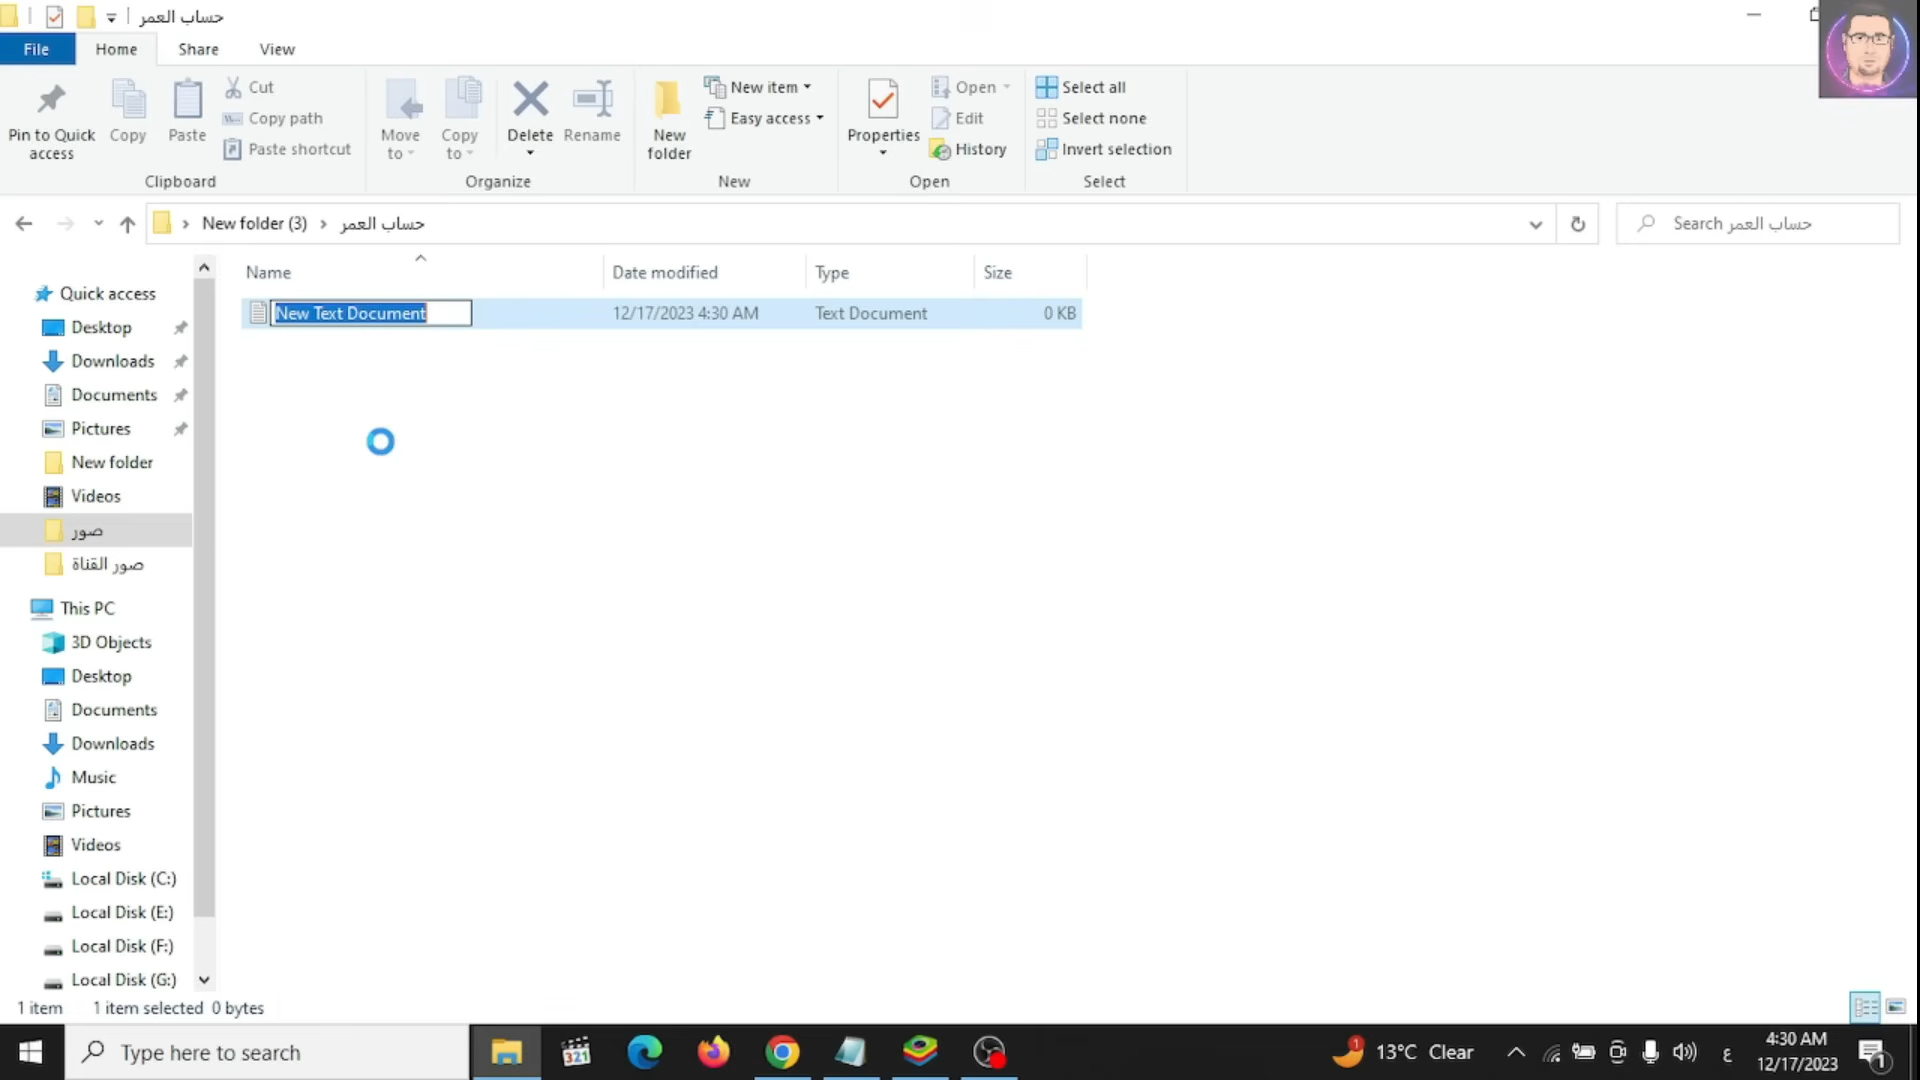 حساب العمر
File Home Share View
Pin to Quick access
Copy
Paste
Cut
Copy path
Paste shortcut
Clipboard
Move to
Copy to
Delete
Rename
Organize
New folder
New item
Easy access
New
Properties
Open
Edit
History
Open
Select all
Select none
Invert selection
Select
New folder (3) › حساب العمر
Search حساب العمر
Name Date modified Type Size
New Text Document 12/17/2023 4:30 AM Text Document 0 KB
Quick access
Desktop
Downloads
Documents
Pictures
New folder
Videos
صور
صور القناة
This PC
3D Objects
Desktop
Documents
Downloads
Music
Pictures
Videos
Local Disk (C:)
Local Disk (E:)
Local Disk (F:)
Local Disk (G:)
1 item 1 item selected 0 bytes
Type here to search
321
1
13°C Clear
ع
4:30 AM
12/17/2023
1